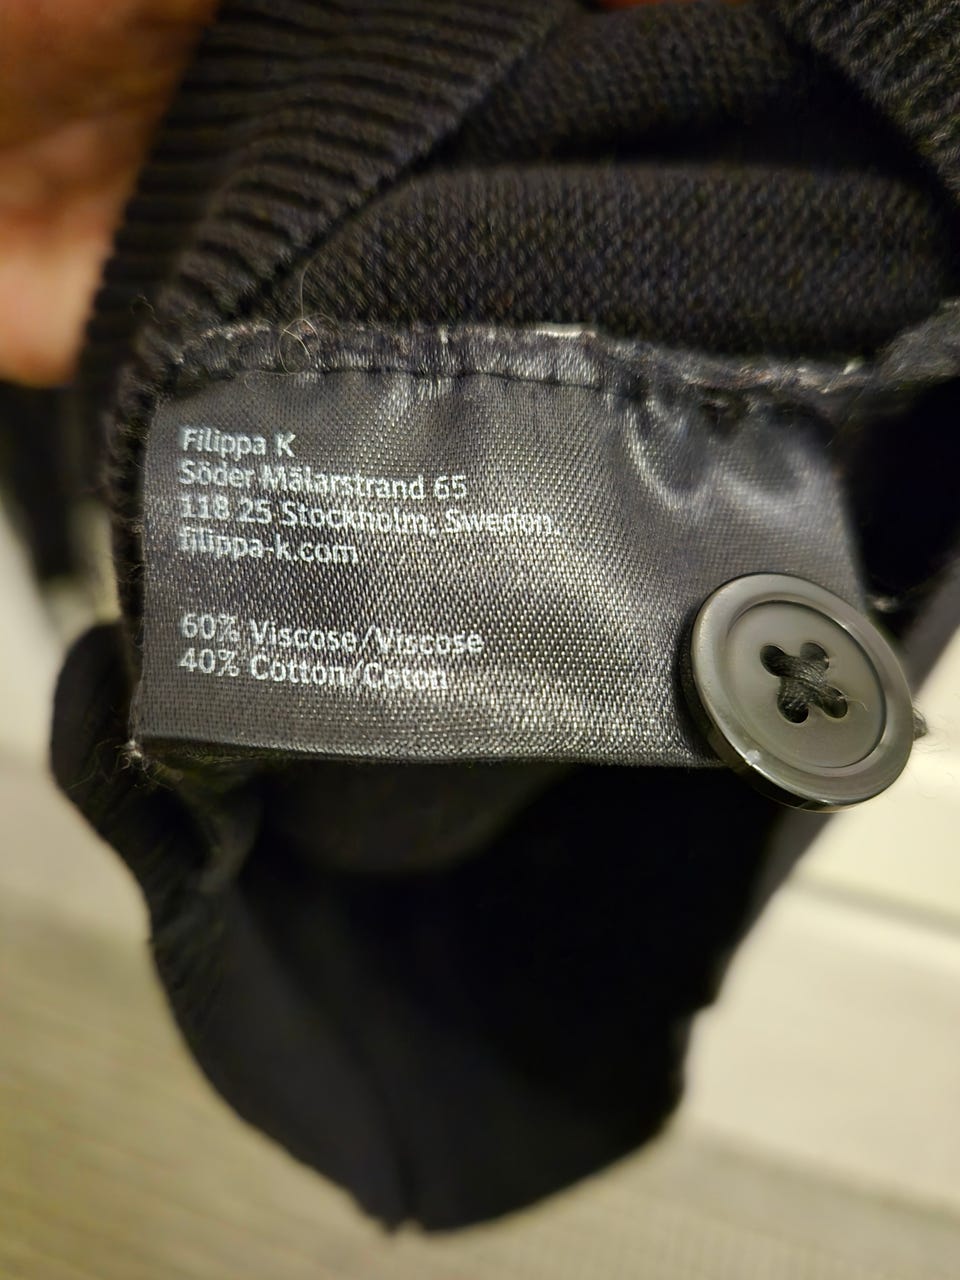 Filippa K
Söder Mälarstrand 65
118 25 Stockholm, Sweden,
filippa-k.com
60% Viscose/Viscose
40% Cotton/Coton